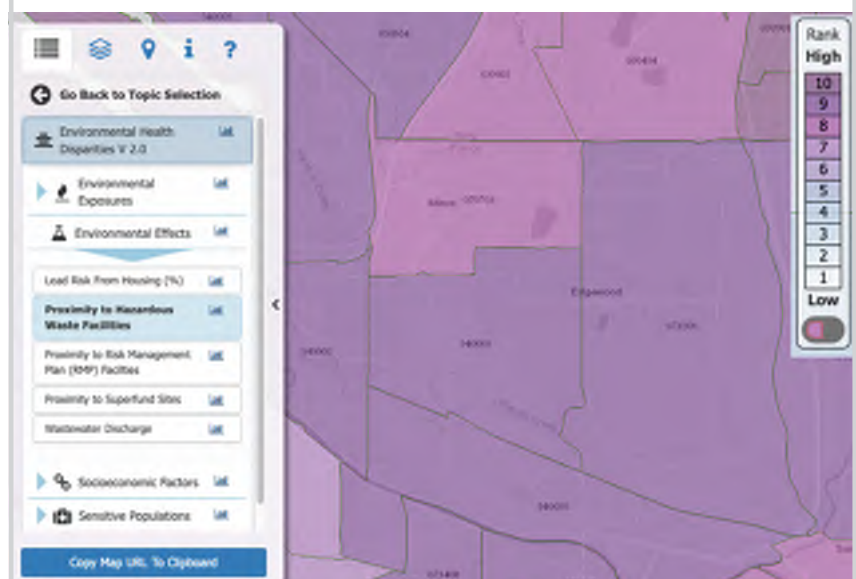 ?
Go Back to Topic Selection
Environmental Health
Disparities V 2.0
Environmental
Exposures
Environmental Effects
Lead Risk From Housing (%)
Proximity to Hazardous
Waste Facilities
Proximity to Risk Management
Plan (RMP) Facilities
Proximity to Superfund Sites
Wastewater Discharge
Socioeconomic Factors
Sensitive Populations
Copy Map URL To Clipboard
Edgewood
Rank
High
10
9
8
7
6
5
4
3
2
1
Low